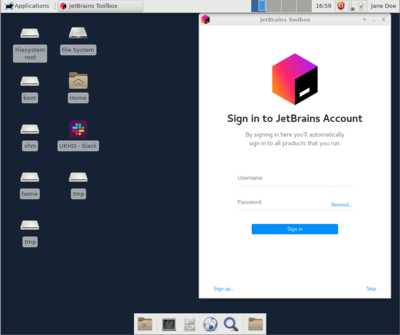 Applications
JetBrains Toolbox
16:59
Jane Doe
Filesystem
root
File System
boot
Home
shm
UKHO - Slack
home
tmp
tmp
JetBrains Toolbox
Sign in to JetBrains Account
By signing in here you'll automatically
sign in to all products that you run.
Username
Password
Remind...
Sign in
Sign up...
Skip